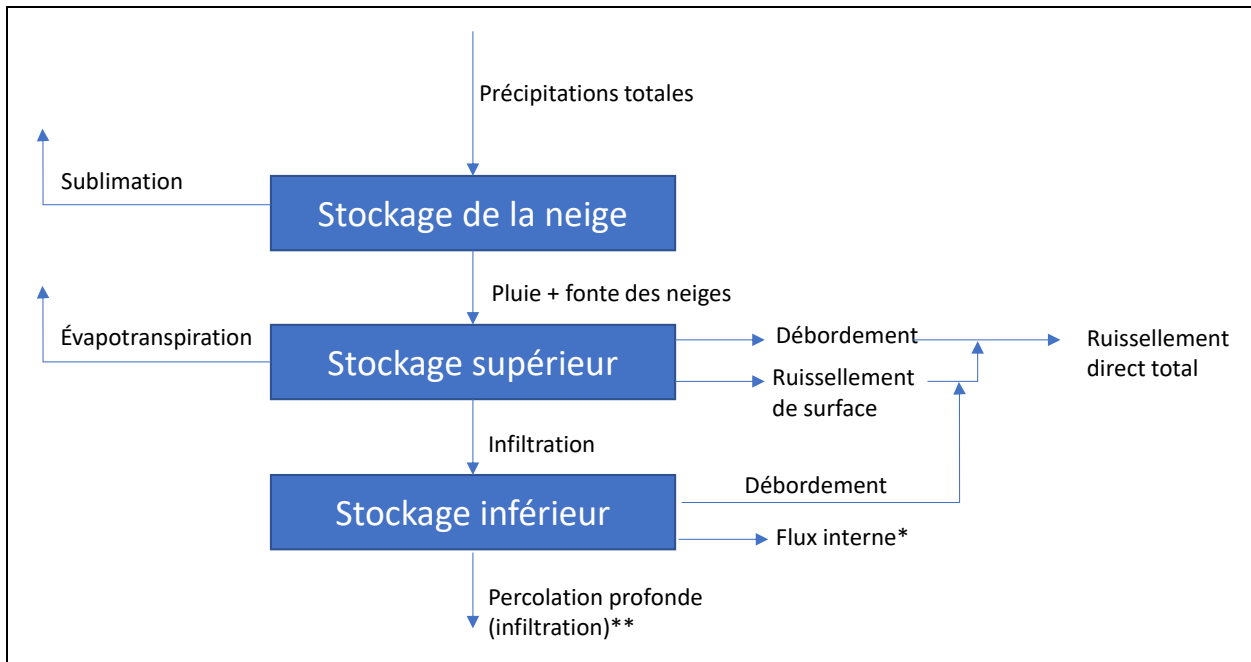 Précipitations totales
Sublimation
Stockage de la neige
Pluie + fonte des neiges
Évapotranspiration
Stockage supérieur
Débordement
Ruissellement
direct total
Ruissellement
de surface
Infiltration
Stockage inférieur
Débordement
Flux interne*
Percolation profonde
(infiltration)**